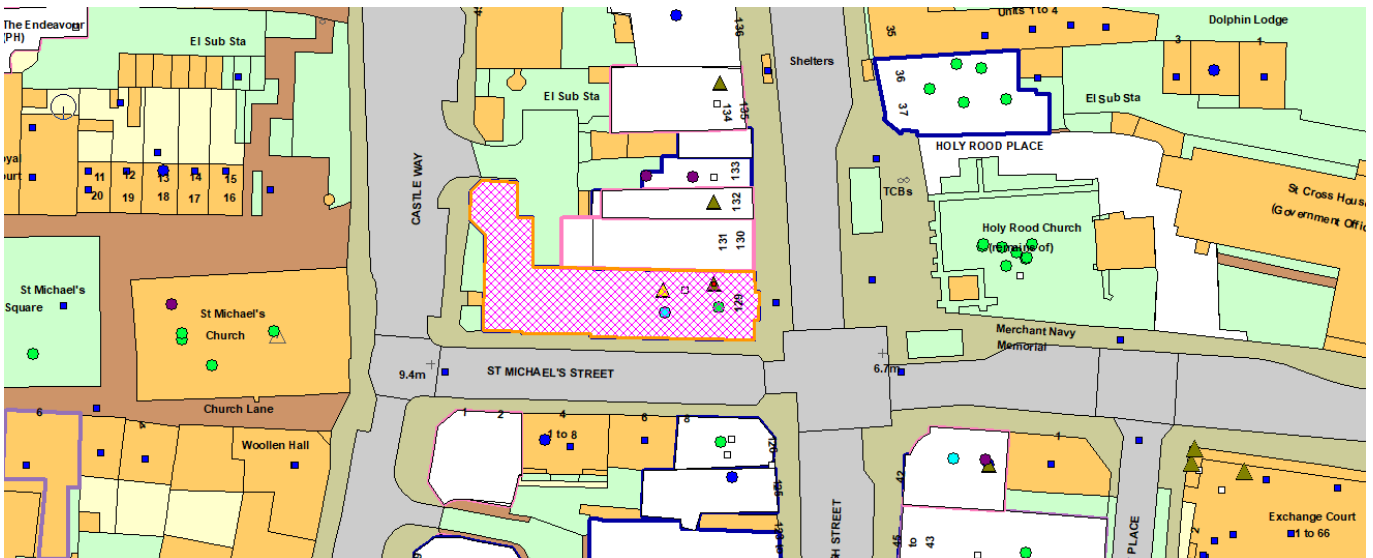 The Endeavour
(PH)
El Sub Sta
136
Shelters
35
Units 1 to 4
Dolphin Lodge
3
1
El Sub Sta
134
135
36
37
El Sub Sta
HOLY ROOD PLACE
11
12
13
14
15
20
19
18
17
16
CASTLE WAY
133
132
TCBs
St Cross
(Government
131
130
Holy Rood Church
(remains of)
St Michael's
Square
St Michael's
Church
129
Merchant Navy
Memorial
9.4m
ST MICHAEL'S STREET
6.7m
Church Lane
6
Woollen Hall
1
2
4
1 to 8
6
8
126
125
42
1
45
to
43
STREET
PLACE
2
Exchange Court
1 to 66